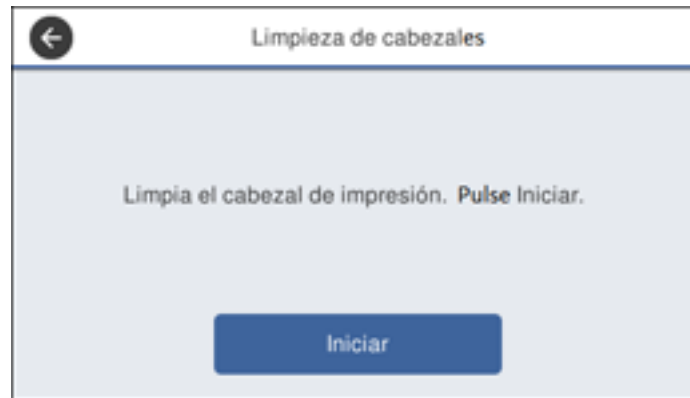 Limpieza de cabezales
Limpia el cabezal de impresión. Pulse Iniciar.
Iniciar